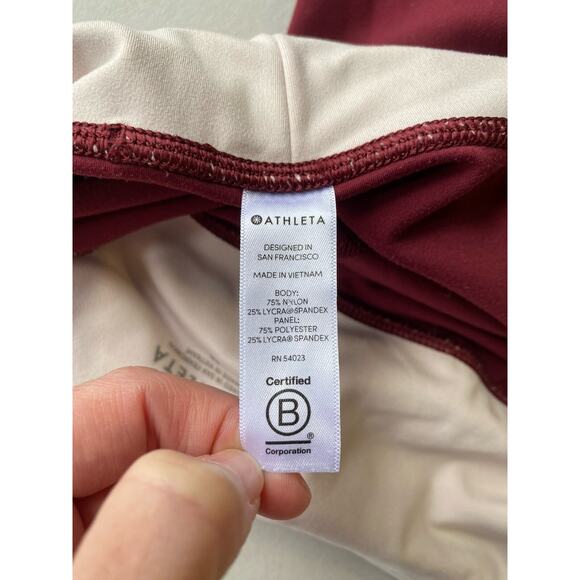 ATHLETA
DESIGNED IN
SAN FRANCISCO
MADE IN VIETNAM
BODY:
75% NYLON
25% LYCRA® SPANDEX
PANEL:
75% POLYESTER
25% LYCRA® SPANDEX
RN 54023
Certified
B
®
Corporation